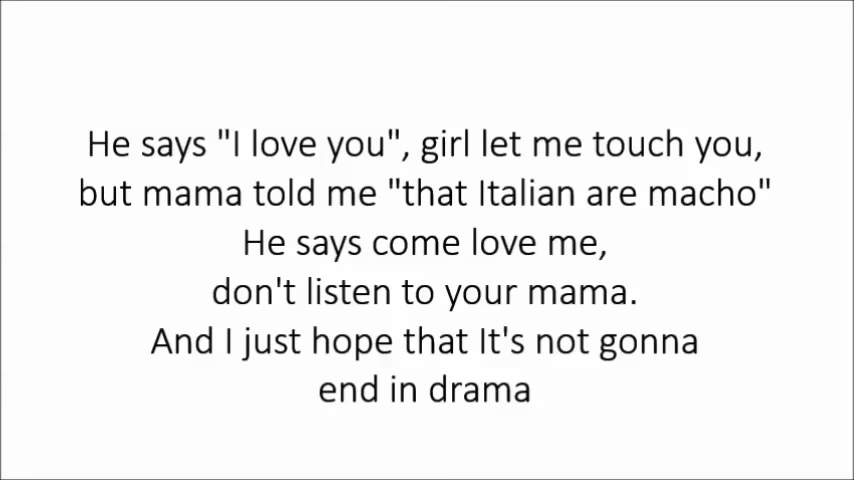 He says "I love you", girl let me touch you,
but mama told me "that Italian are macho"
He says come love me,
don't listen to your mama.
And I just hope that It's not gonna
end in drama